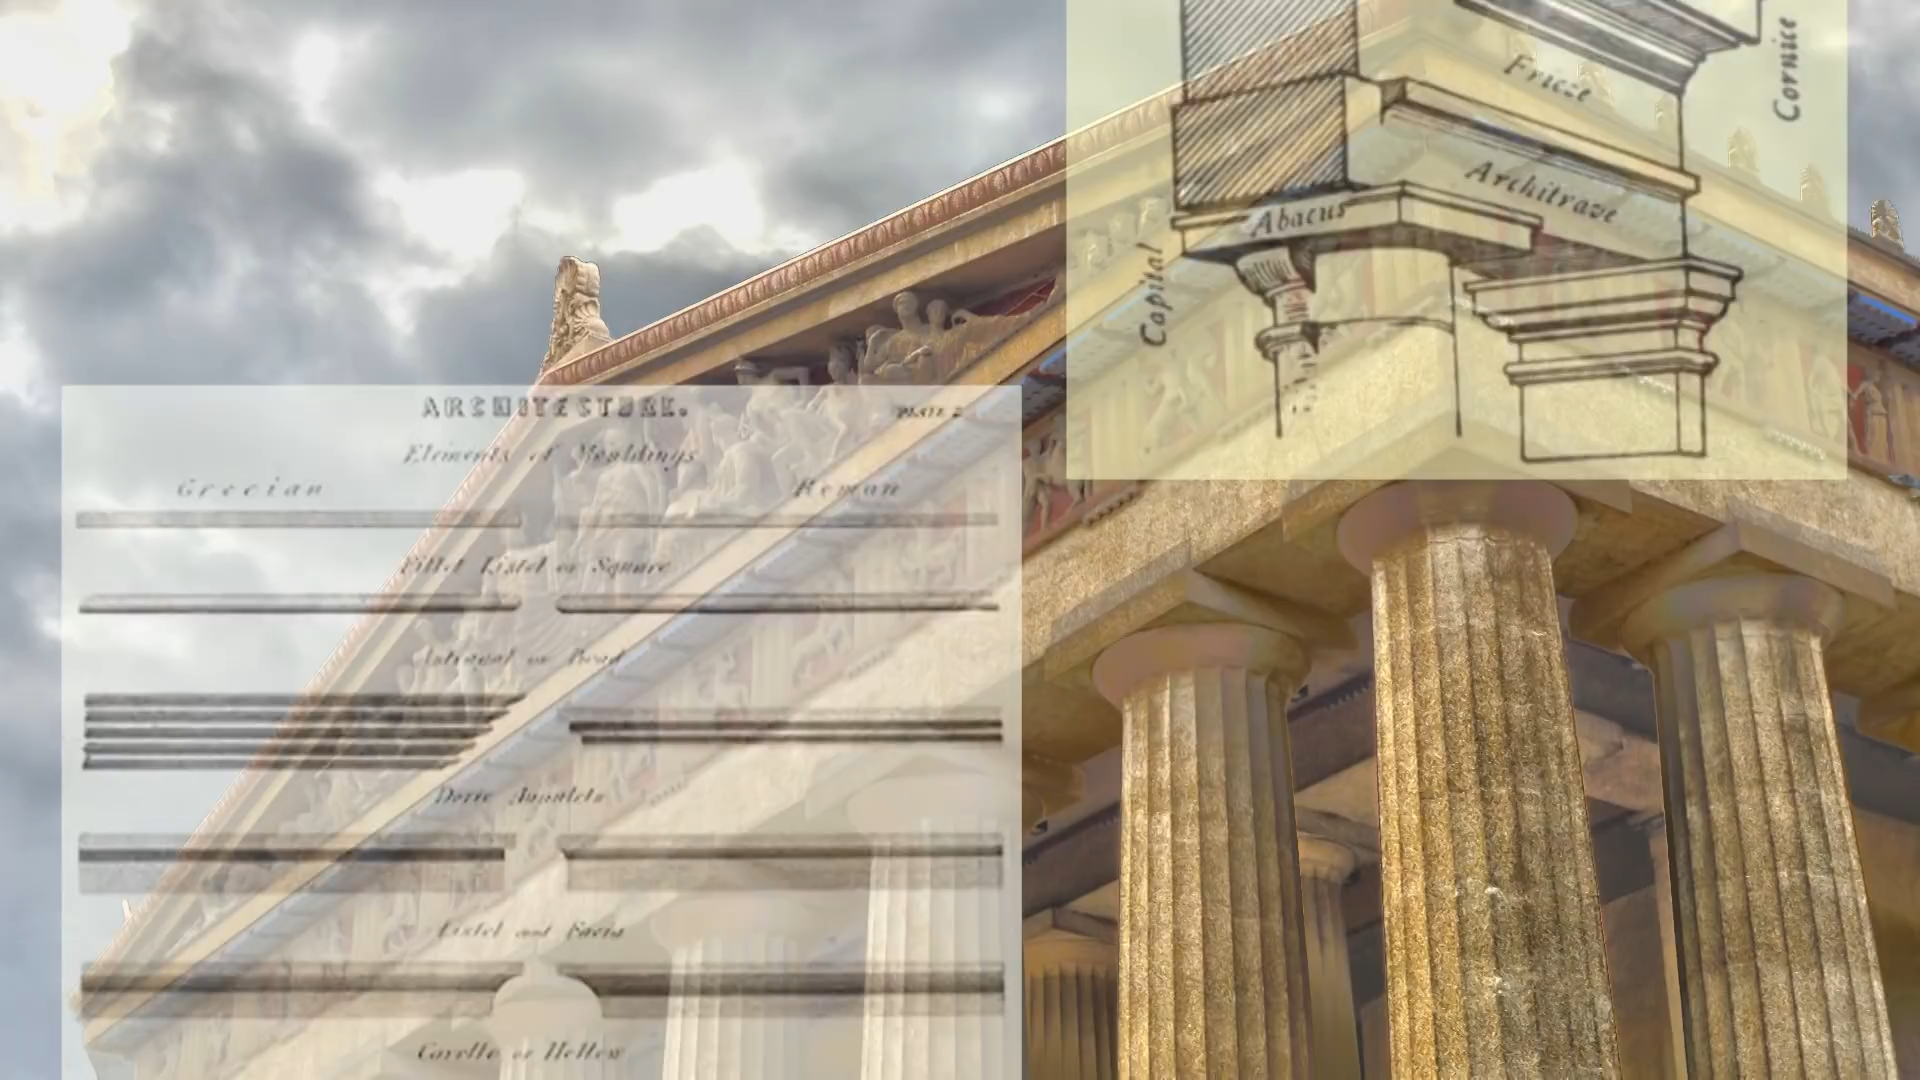 ARCHITECTURE.
PLATE 2
Elements of Mouldings
Grecian
Roman
Fillet Listel or Square
Astragal or Bead
Doric Annulets
Listel and Facia
Cavetto or Hollow
Cornice
Frieze
Architrave
Abacus
Capital